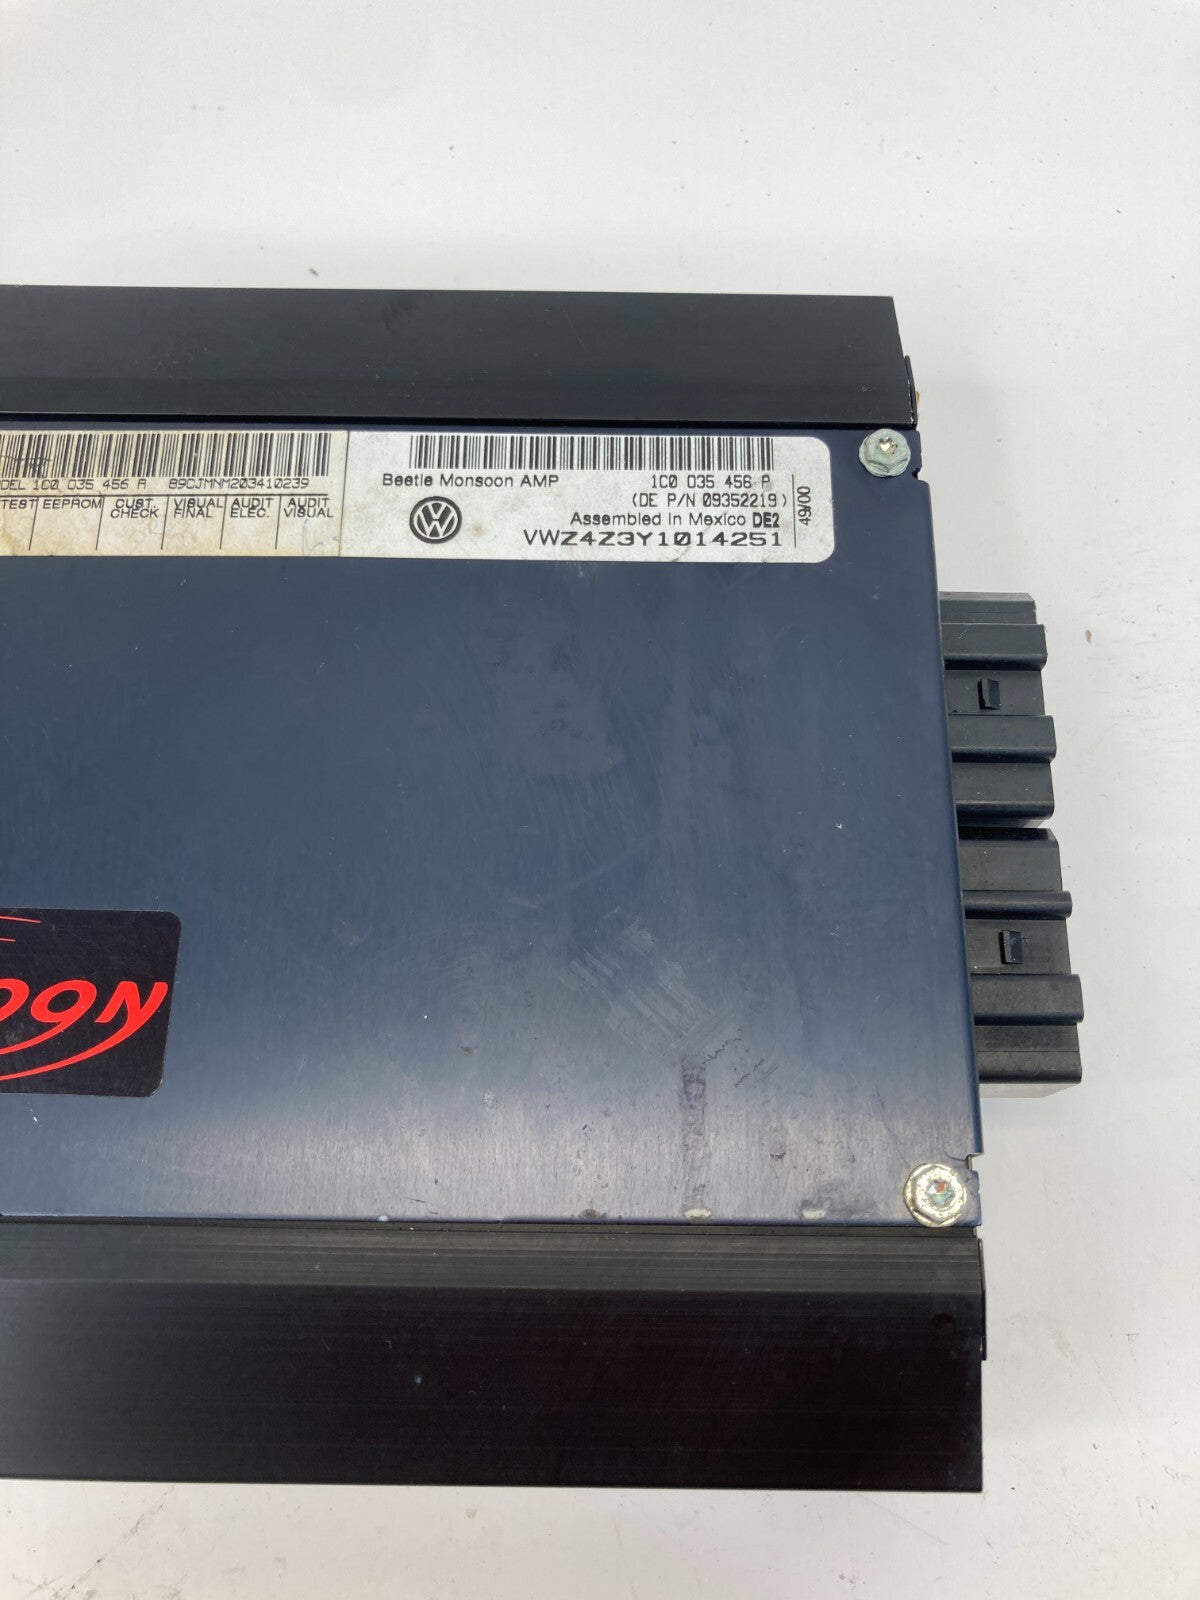 1C0 035 456 A 89CJMNM203410239
TEST EEPROM CUST. CHECK VISUAL FINAL AUDIT ELEC. AUDIT VISUAL
Beetle Monsoon AMP 1C0 035 456 A
(DE P/N 09352219)
Assembled in Mexico DE2
VWZ4Z3Y1014251
49/00